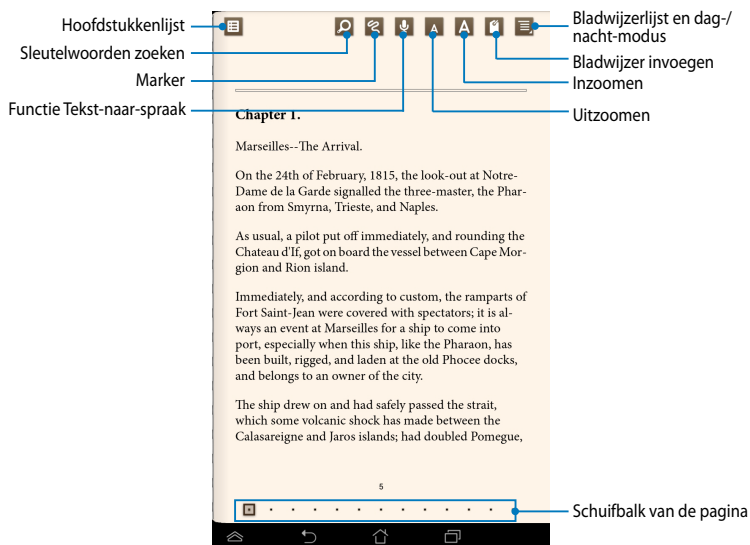 Hoofdstukkenlijst
Sleutelwoorden zoeken
Marker
Functie Tekst-naar-spraak
Bladwijzerlijst en dag-/
nacht-modus
Bladwijzer invoegen
Inzoomen
Uitzoomen
A A
Chapter 1.
Marseilles--The Arrival.
On the 24th of February, 1815, the look-out at Notre-
Dame de la Garde signalled the three-master, the Phar-
aon from Smyrna, Trieste, and Naples.
As usual, a pilot put off immediately, and rounding the
Chateau d'If, got on board the vessel between Cape Mor-
gion and Rion island.
Immediately, and according to custom, the ramparts of
Fort Saint-Jean were covered with spectators; it is al-
ways an event at Marseilles for a ship to come into
port, especially when this ship, like the Pharaon, has
been built, rigged, and laden at the old Phocee docks,
and belongs to an owner of the city.
The ship drew on and had safely passed the strait,
which some volcanic shock has made between the
Calasareigne and Jaros islands; had doubled Pomegue,
5
Schuifbalk van de pagina